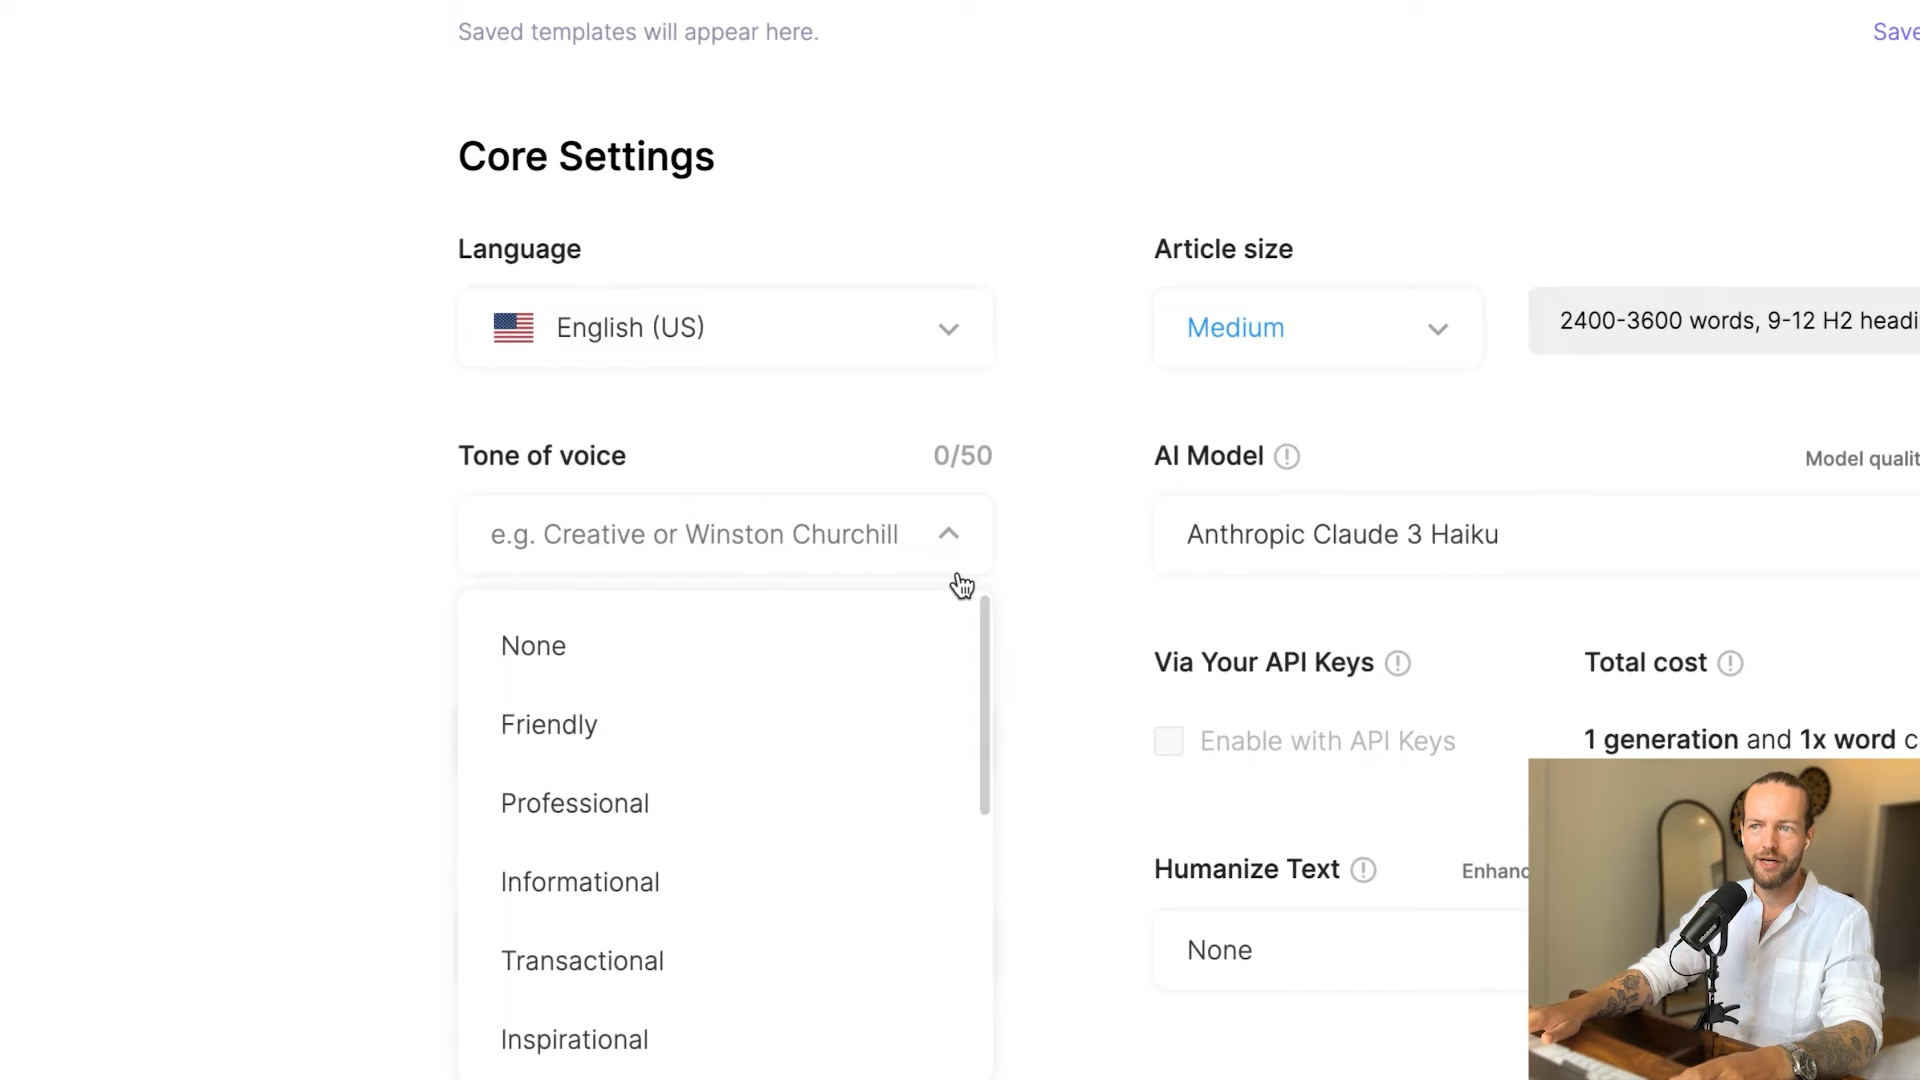 Saved templates will appear here.
Save
Core Settings
Language
Article size
English (US)
Medium
2400-3600 words, 9-12 H2 headi
Tone of voice
0/50
AI Model
Model qualit
e.g. Creative or Winston Churchill
Anthropic Claude 3 Haiku
None
Via Your API Keys
Total cost
Friendly
Enable with API Keys
1 generation and 1x word c
Professional
Informational
Humanize Text
Enhanc
None
Transactional
Inspirational